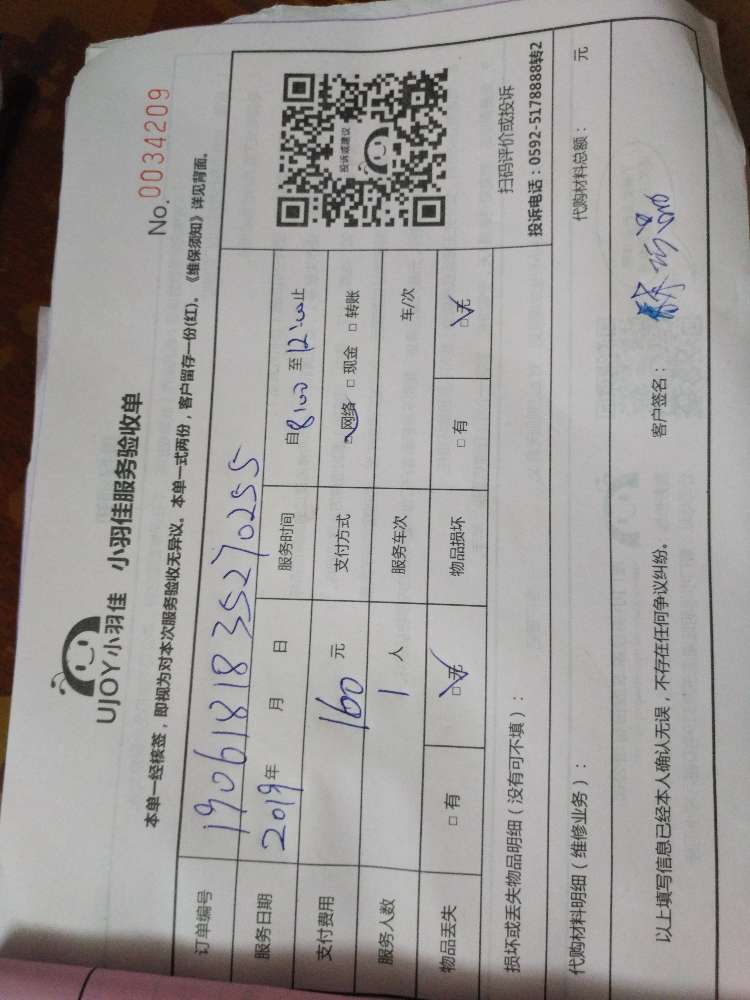 UJOY小羽佳 小羽佳服务验收单
No. 0034209
本单一经核签，即视为对本次服务验收无异议。本单一式两份，客户留存一份(红)。《维保须知》详见背面。
订单编号 1906181835270255
服务日期 2019年 月 日 服务时间 自8:00至12:00止
支付费用 160元 支付方式 ☑网络 □现金 □转账
服务人数 1人 服务车次 车/次
物品丢失 □有 ☑无 物品损坏 □有 ☑无
投诉或建议
扫码评价或投诉
投诉电话：0592-5178888转2
损坏或丢失物品明细（没有可不填）：
代购材料明细（维修业务）： 代购材料总额： 元
以上填写信息已经本人确认无误，不存在任何争议纠纷。 客户签名：